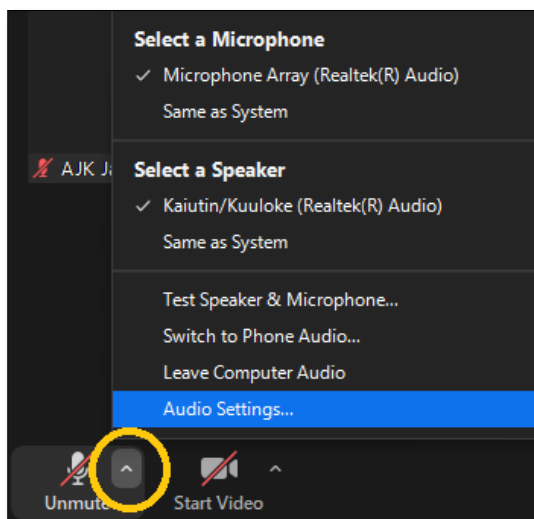 Select a Microphone
✓ Microphone Array (Realtek(R) Audio)
Same as System
AJK
Select a Speaker
✓ Kaiutin/Kuuloke (Realtek(R) Audio)
Same as System
Test Speaker & Microphone...
Switch to Phone Audio...
Leave Computer Audio
Audio Settings...
Unmute
Start Video